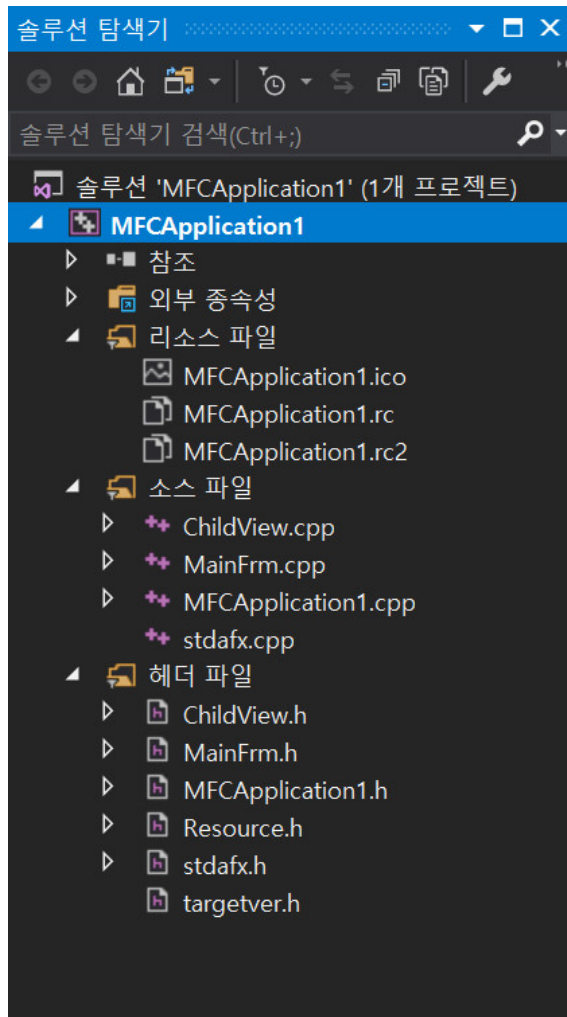 솔루션 탐색기
솔루션 탐색기 검색(Ctrl+;)
솔루션 'MFCApplication1' (1개 프로젝트)
MFCApplication1
참조
외부 종속성
리소스 파일
MFCApplication1.ico
MFCApplication1.rc
MFCApplication1.rc2
소스 파일
ChildView.cpp
MainFrm.cpp
MFCApplication1.cpp
stdafx.cpp
헤더 파일
ChildView.h
MainFrm.h
MFCApplication1.h
Resource.h
stdafx.h
targetver.h